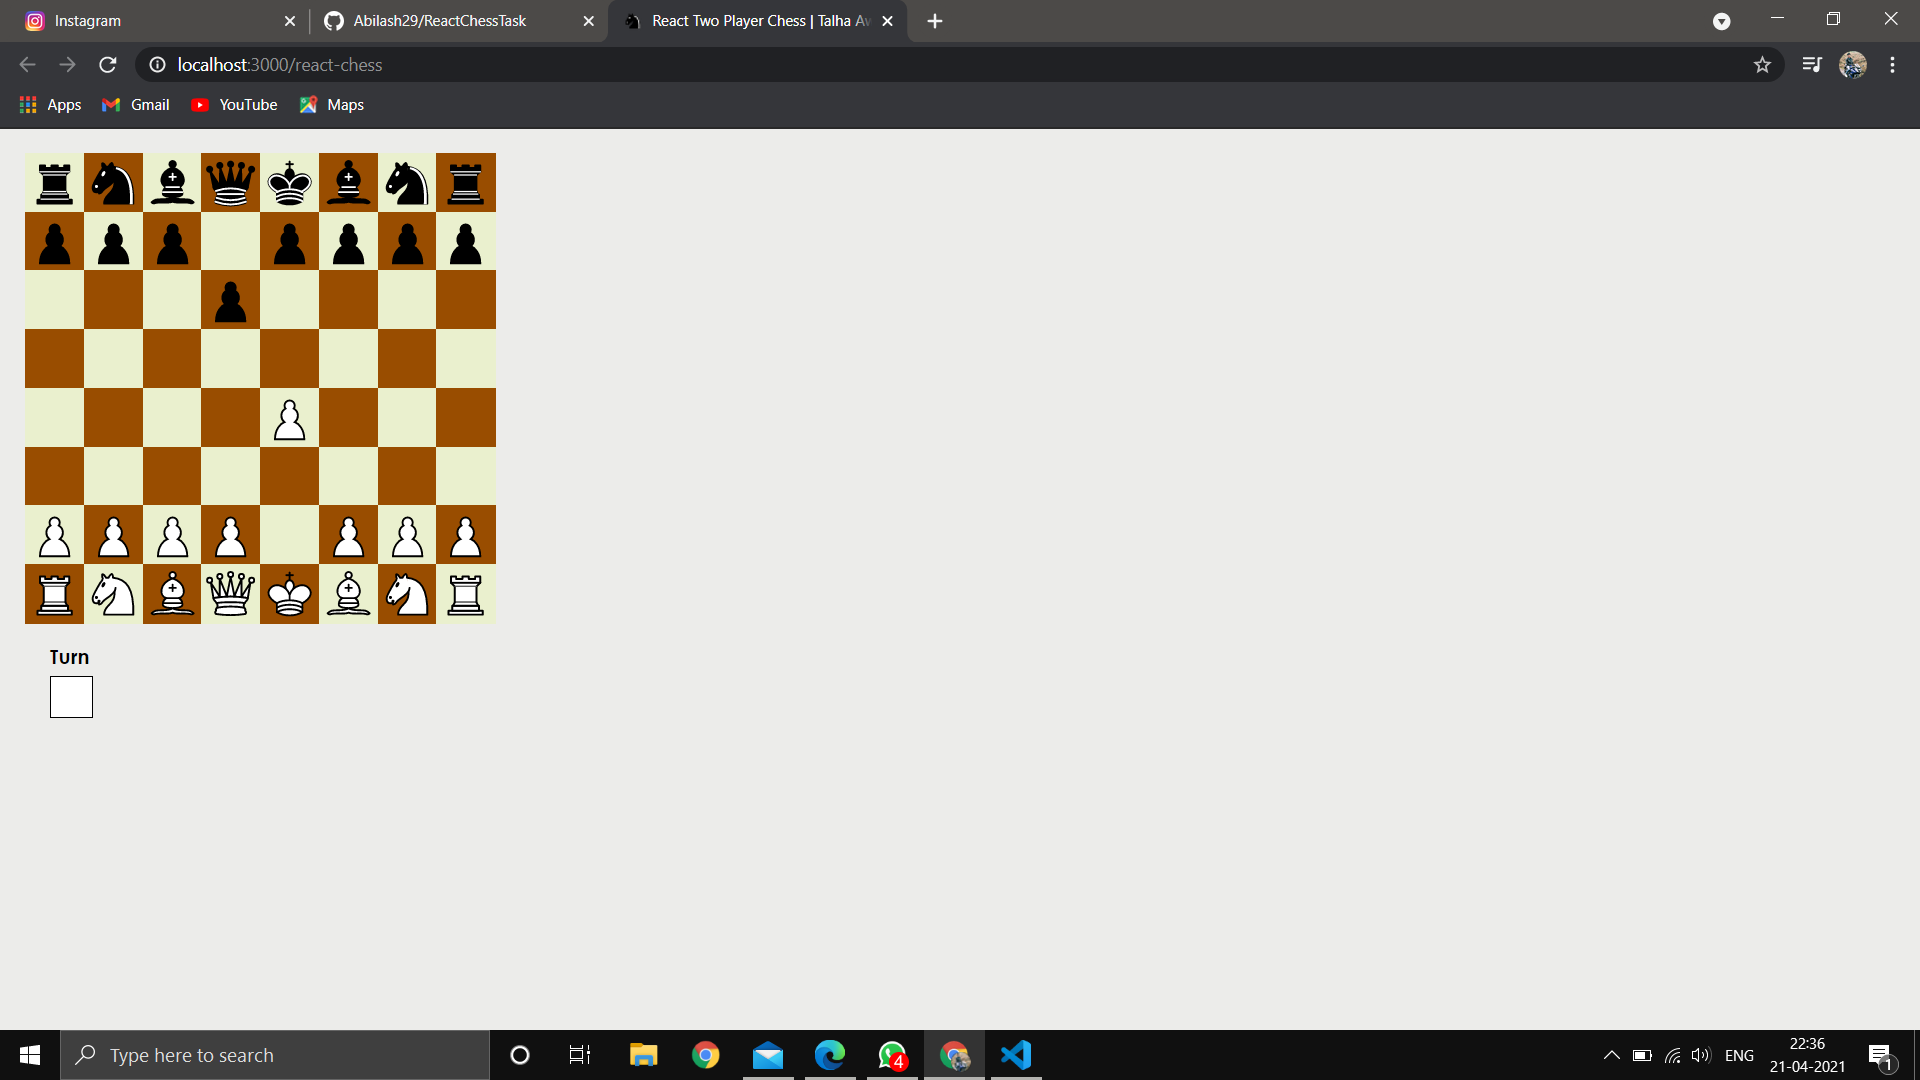 Instagram
Abilash29/ReactChessTask
React Two Player Chess | Talha Aw
localhost:3000/react-chess
Apps
Gmail
YouTube
Maps
Turn
Type here to search
4
ENG
22:36
21-04-2021
1